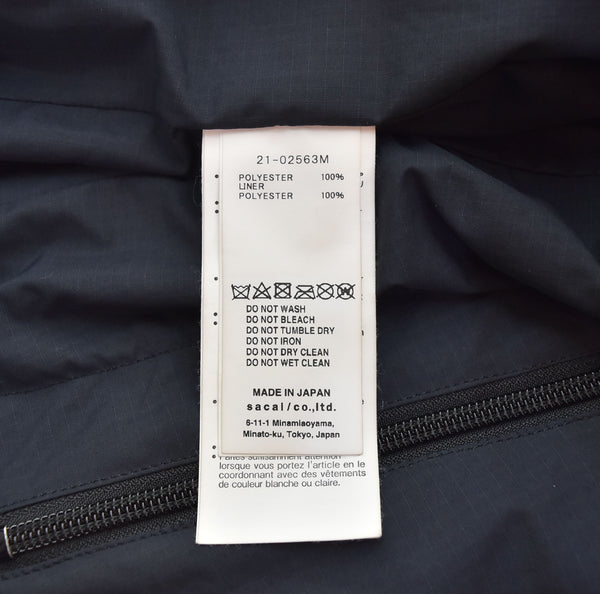 21-02563M
POLYESTER 100%
LINER
POLYESTER 100%
DO NOT WASH
DO NOT BLEACH
DO NOT TUMBLE DRY
DO NOT IRON
DO NOT DRY CLEAN
DO NOT WET CLEAN
MADE IN JAPAN
sacai/co.,ltd.
6-11-1 Minamiaoyama,
Minato-ku, Tokyo, Japan
Faites suffisamment attention
lorsque vous portez l'article en le
coordonnant avec des vêtements
de couleur blanche ou claire.